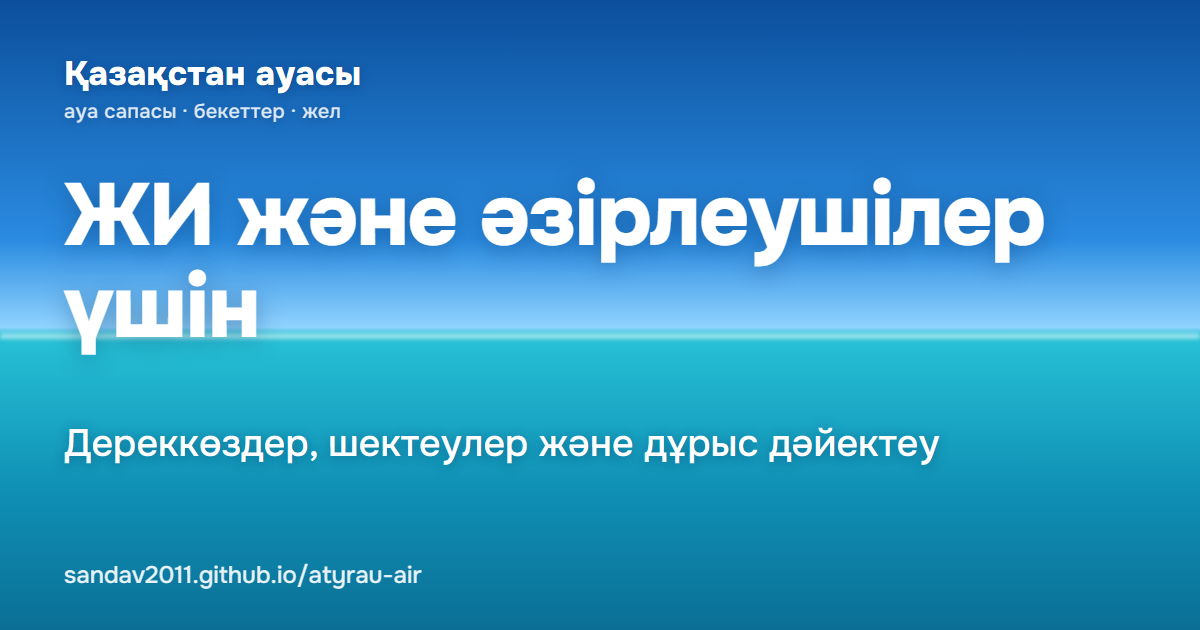 Қазақстан ауасы
ауа сапасы · бекеттер · жел
ЖИ және әзірлеушілер
үшін
Дереккөздер, шектеулер және дұрыс дәйектеу
sandav2011.github.io/atyrau-air